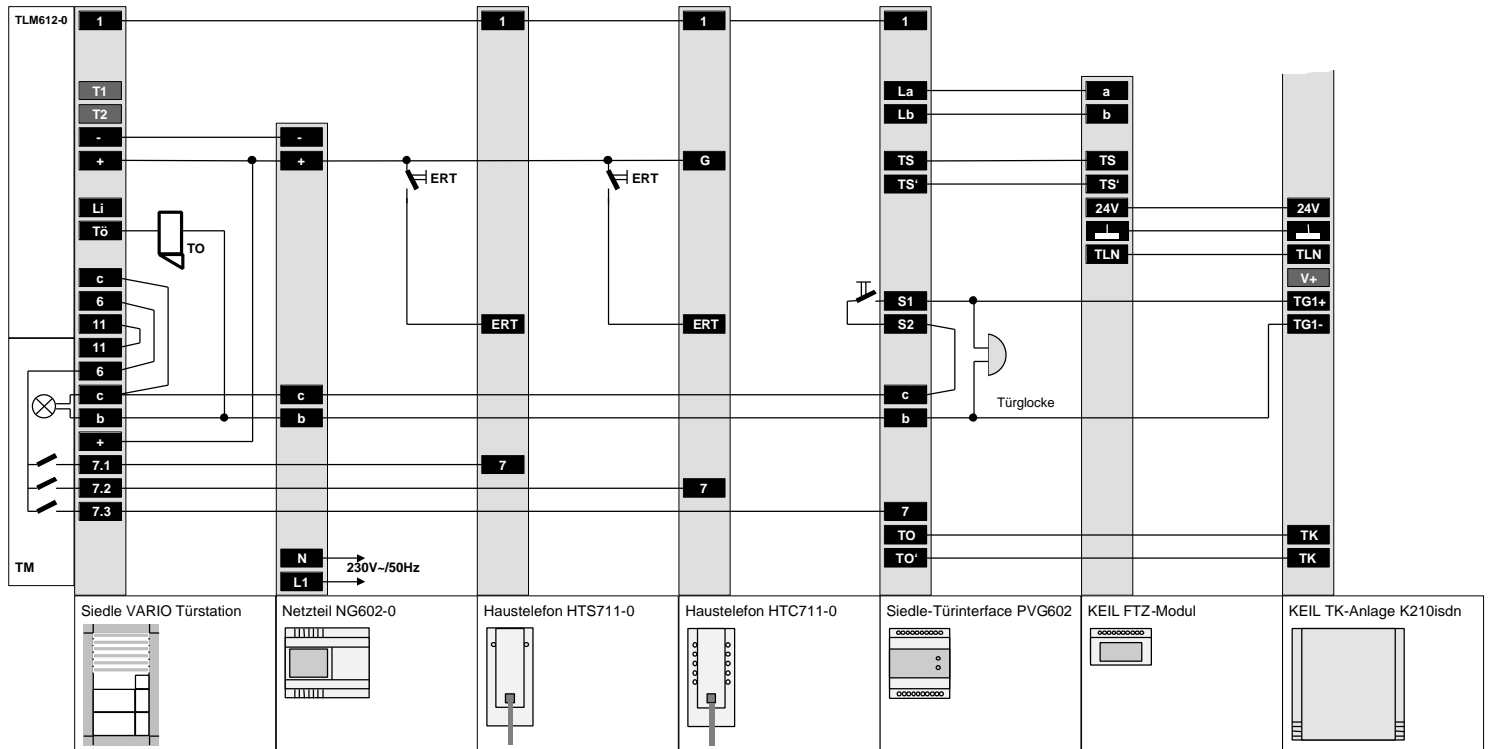 TLM612-0 1 1 1 1
T1 La a
T2 Lb b
- -
+ + G TS TS
ERT ERT TS‘ TS‘
Li 24V 24V
Tö
TO TLN TLN
c V+
6 S1 TG1+
11 ERT ERT S2 TG1-
11
6
c c c
b b Türglocke b
+
7.1 7
7.2 7
7.3 7
TO TK
N TO‘ TK
TM 230V~/50Hz
L1
Siedle VARIO Türstation Netzteil NG602-0 Haustelefon HTS711-0 Haustelefon HTC711-0 Siedle-Türinterface PVG602 KEIL FTZ-Modul KEIL TK-Anlage K210isdn